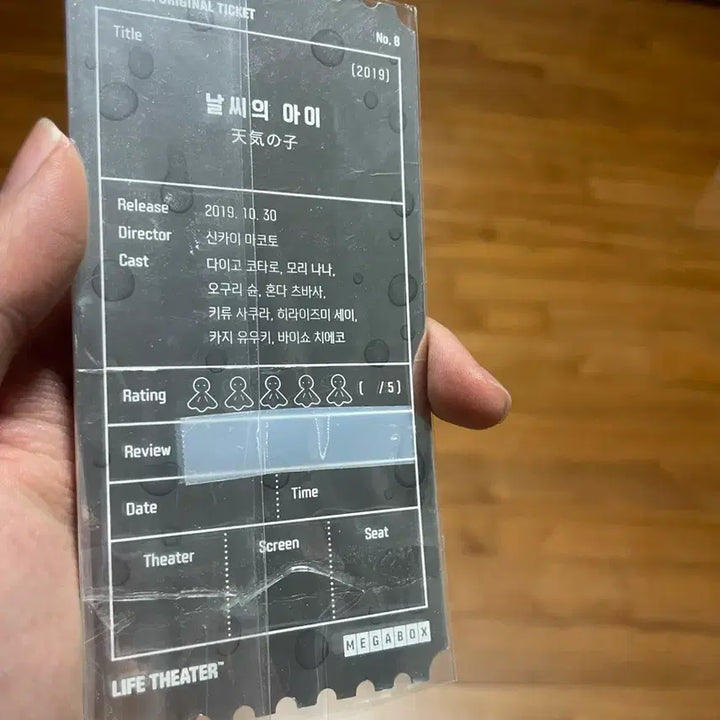 ORIGINAL TICKET
No. 8
Title
(2019)
날씨의 아이
天気の子
Release 2019. 10. 30
Director 신카이 마코토
Cast 다이고 코타로, 모리 나나,
오구리 슌, 혼다 츠바사,
키류 사쿠라, 히라이즈미 세이,
카지 유우키, 바이쇼 치에코
Rating ( /5)
Review
Date Time
Theater Screen Seat
MEGABOX
LIFE THEATER™